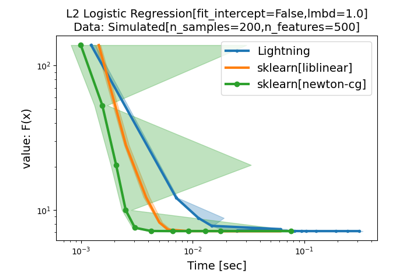 L2 Logistic Regression[fit_intercept=False,lmbd=1.0]
Data: Simulated[n_samples=200,n_features=500]
Lightning
sklearn[liblinear]
sklearn[newton-cg]
value: F(x)
10²
10¹
10⁻³
10⁻²
10⁻¹
Time [sec]